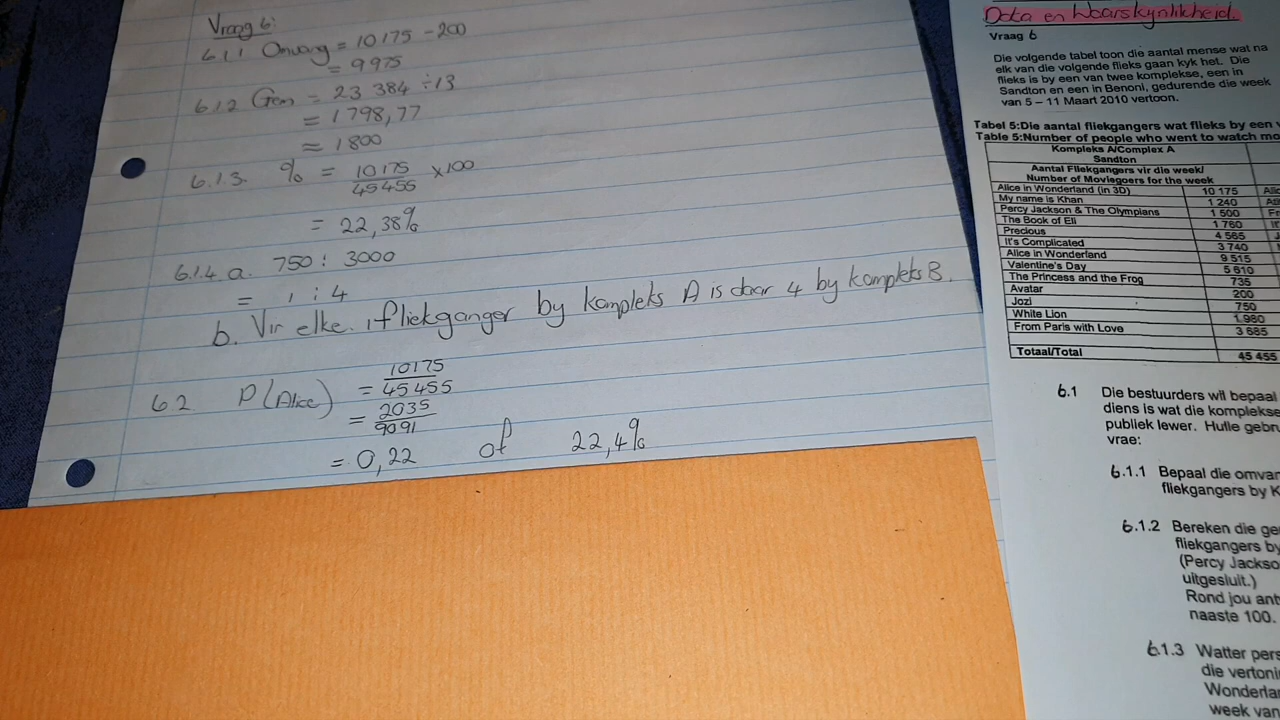 Vraag 6:
6.1.1 Omvang = 10175 - 200
= 9975
6.1.2 Gem = 23 384 ÷ 13
= 1798,77
≈ 1800
6.1.3. % = 10175/45455 × 100
= 22,38%
6.1.4 a. 750 : 3000
= 1 : 4
b. Vir elke 1 fliekganger by kompleks A is daar 4 by kompleks B.
6.2 P(Alice) = 10175/45455
= 2035/9091
= 0,22 of 22,4%
Data en Waarskynlikheid.
Vraag 6
Die volgende tabel toon die aantal mense wat na
elk van die volgende flieks gaan kyk het. Die
flieks is by een van twee komplekse, een in
Sandton en een in Benoni, gedurende die week
van 5 – 11 Maart 2010 vertoon.
Tabel 5:Die aantal fliekgangers wat flieks by een
Table 5:Number of people who went to watch mo
Kompleks A/Complex A
Sandton
Aantal Fliekgangers vir die week/
Number of Moviegoers for the week
Alice in Wonderland (in 3D) 10 175
My name is Khan 1 240
Percy Jackson & The Olympians 1 500
The Book of Eli 1 760
Precious 4 565
It's Complicated 3 740
Alice in Wonderland 9 515
Valentine's Day 5 610
The Princess and the Frog 735
Avatar 200
Jozi 750
White Lion 1 980
From Paris with Love 3 685
Totaal/Total 45 455
6.1 Die bestuurders wil bepaal
diens is wat die komplekse
publiek lewer. Hulle gebru
vrae:
6.1.1 Bepaal die omvan
fliekgangers by K
6.1.2 Bereken die ge
fliekgangers by
(Percy Jackso
uitgesluit.)
Rond jou ant
naaste 100.
6.1.3 Watter pers
die vertoni
Wonderla
week van